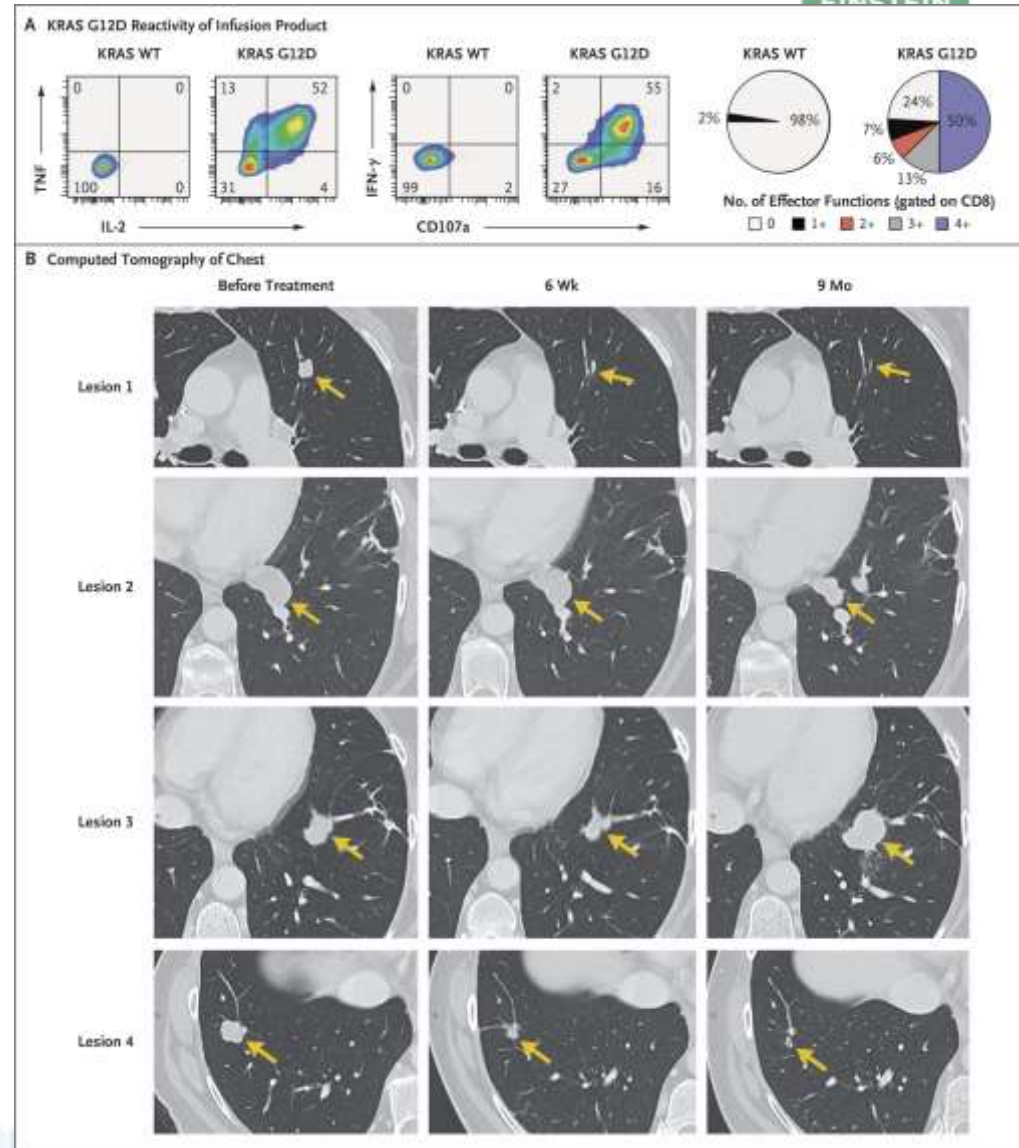 EINSTEIN
A KRAS G12D Reactivity of Infusion Product
KRAS WT KRAS G12D KRAS WT KRAS G12D KRAS WT KRAS G12D
0 0 13 52 0 0 2 55
TNF
IFN-γ
100 0 31 4 99 2 27 16
IL-2
CD107a
2% 98%
24% 50% 7% 6% 13%
No. of Effector Functions (gated on CD8)
0 1+ 2+ 3+ 4+
B Computed Tomography of Chest
Before Treatment 6 Wk 9 Mo
Lesion 1
Lesion 2
Lesion 3
Lesion 4